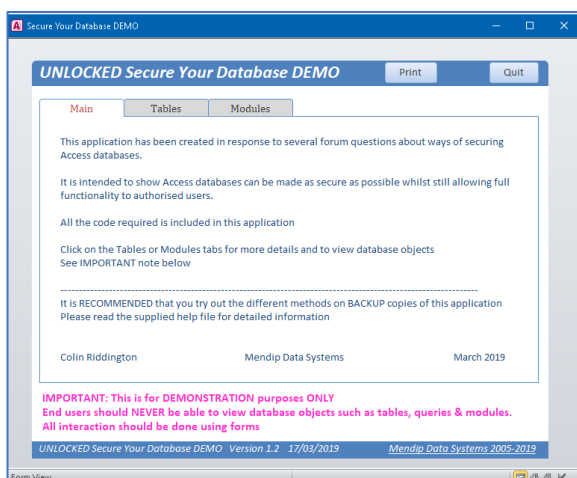 Secure Your Database DEMO
UNLOCKED Secure Your Database DEMO
Print
Quit
Main
Tables
Modules
This application has been created in response to several forum questions about ways of securing
Access databases.
It is intended to show Access databases can be made as secure as possible whilst still allowing full
functionality to authorised users.
All the code required is included in this application
Click on the Tables or Modules tabs for more details and to view database objects
See IMPORTANT note below
--------------------------------------------------------------------------------------------------------------
It is RECOMMENDED that you try out the different methods on BACKUP copies of this application
Please read the supplied help file for detailed information
Colin Riddington Mendip Data Systems March 2019
IMPORTANT: This is for DEMONSTRATION purposes ONLY
End users should NEVER be able to view database objects such as tables, queries & modules.
All interaction should be done using forms
UNLOCKED Secure Your Database DEMO Version 1.2 17/03/2019 Mendip Data Systems 2005-2019
Form View